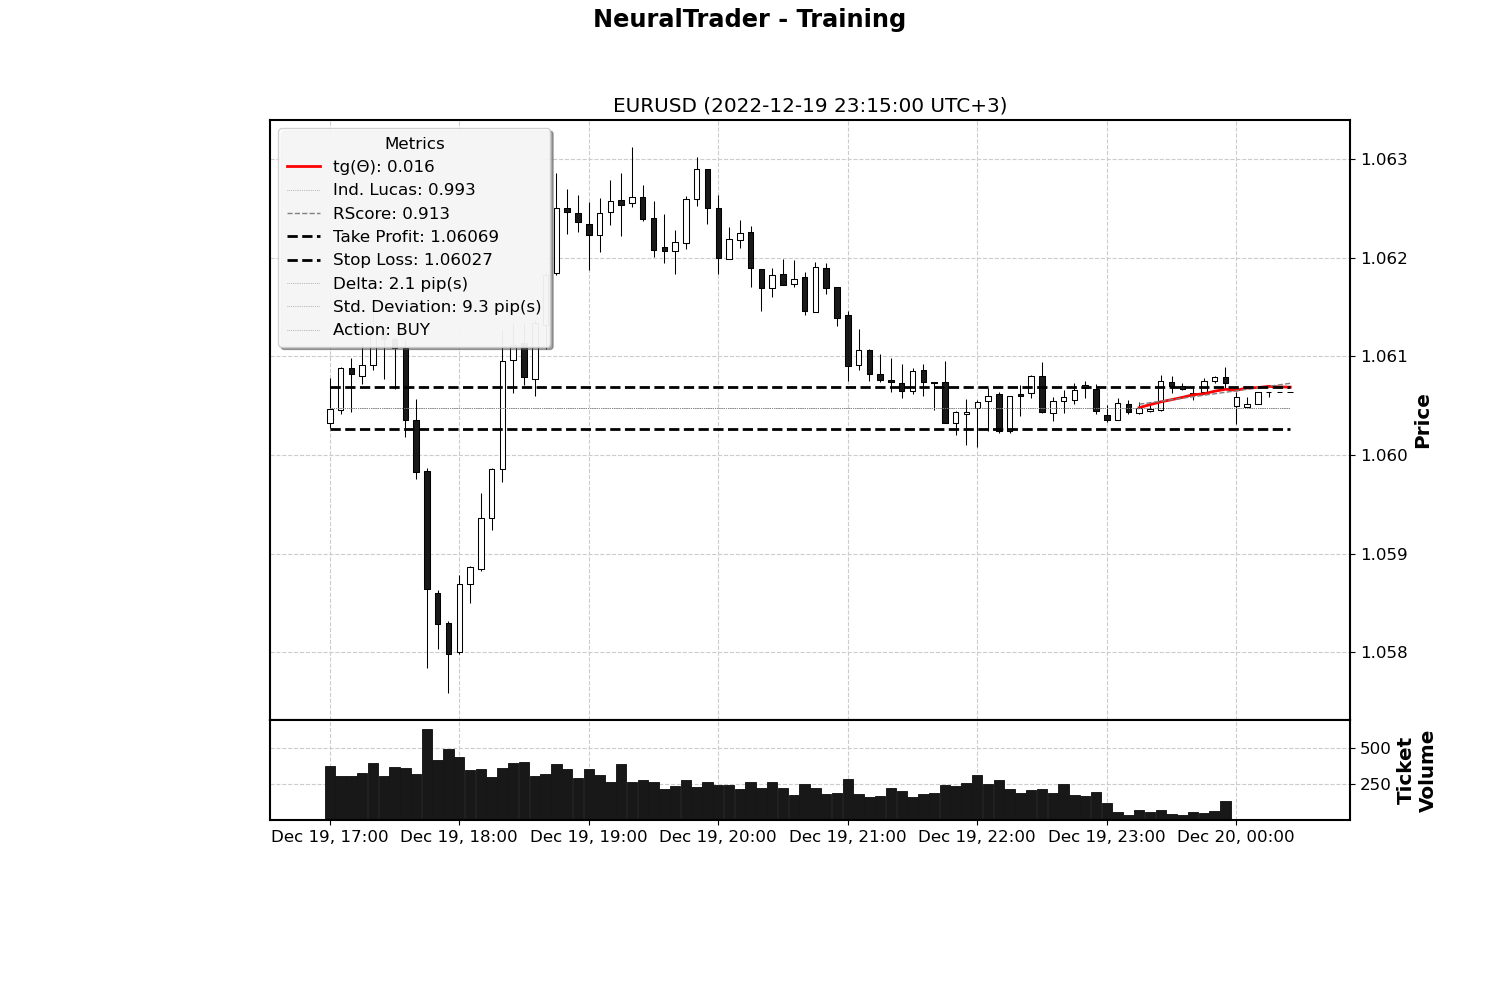 NeuralTrader - Training
EURUSD (2022-12-19 23:15:00 UTC+3)
Metrics
tg(Θ): 0.016
Ind. Lucas: 0.993
RScore: 0.913
Take Profit: 1.06069
Stop Loss: 1.06027
Delta: 2.1 pip(s)
Std. Deviation: 9.3 pip(s)
Action: BUY
1.063
1.062
1.061
1.060
1.059
1.058
Price
500
250
Ticket
Volume
Dec 19, 17:00 Dec 19, 18:00 Dec 19, 19:00 Dec 19, 20:00 Dec 19, 21:00 Dec 19, 22:00 Dec 19, 23:00 Dec 20, 00:00